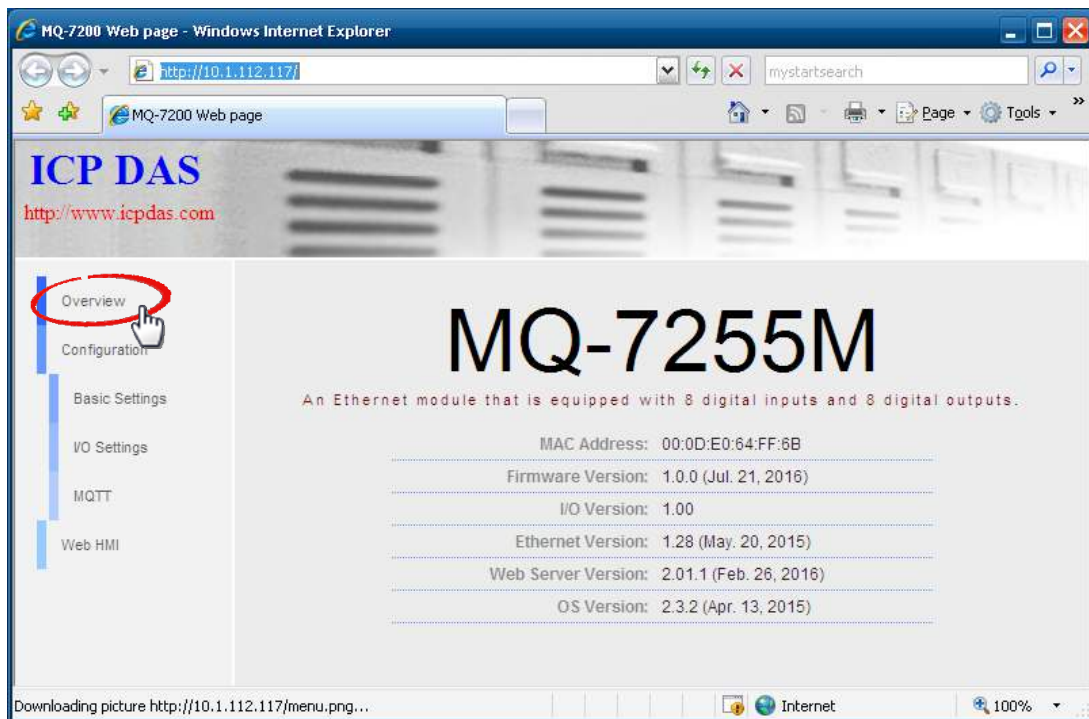 MQ-7200 Web page - Windows Internet Explorer
http://10.1.112.117/
mystartsearch
MQ-7200 Web page
Page
Tools
»
ICP DAS
http://www.icpdas.com
Overview
Configuration
Basic Settings
I/O Settings
MQTT
Web HMI
MQ-7255M
An Ethernet module that is equipped with 8 digital inputs and 8 digital outputs.
MAC Address: 00:0D:E0:64:FF:6B
Firmware Version: 1.0.0 (Jul. 21, 2016)
I/O Version: 1.00
Ethernet Version: 1.28 (May. 20, 2015)
Web Server Version: 2.01.1 (Feb. 26, 2016)
OS Version: 2.3.2 (Apr. 13, 2015)
Downloading picture http://10.1.112.117/menu.png...
Internet
100%